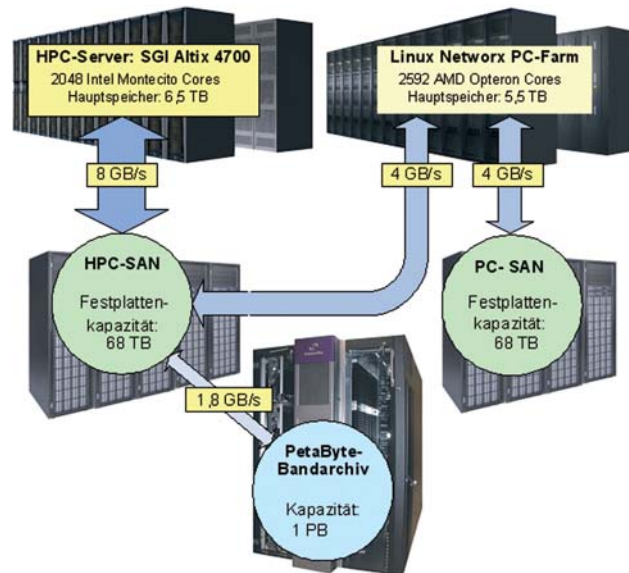 HPC-Server: SGI Altix 4700
2048 Intel Montecito Cores
Hauptspeicher: 6,5 TB
Linux Networx PC-Farm
2592 AMD Opteron Cores
Hauptspeicher: 5,5 TB
8 GB/s
4 GB/s
4 GB/s
HPC-SAN
Festplatten-
kapazität:
68 TB
PC- SAN
Festplatten-
kapazität:
68 TB
1,8 GB/s
PetaByte-
Bandarchiv
Kapazität:
1 PB